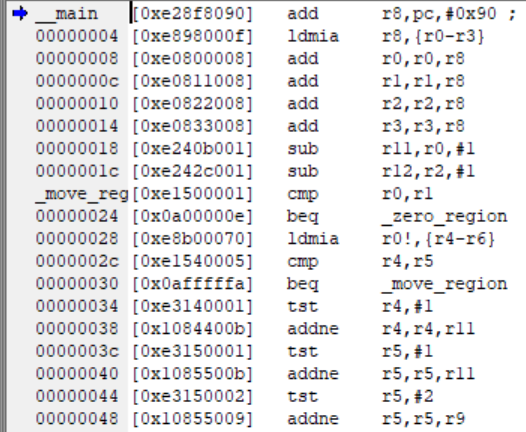 __main [0xe28f8090] add r8,pc,#0x90 ;
00000004 [0xe898000f] ldmia r8,{r0-r3}
00000008 [0xe0800008] add r0,r0,r8
0000000c [0xe0811008] add r1,r1,r8
00000010 [0xe0822008] add r2,r2,r8
00000014 [0xe0833008] add r3,r3,r8
00000018 [0xe240b001] sub r11,r0,#1
0000001c [0xe242c001] sub r12,r2,#1
_move_reg [0xe1500001] cmp r0,r1
00000024 [0x0a00000e] beq _zero_region
00000028 [0xe8b00070] ldmia r0!,{r4-r6}
0000002c [0xe1540005] cmp r4,r5
00000030 [0x0afffffa] beq _move_region
00000034 [0xe3140001] tst r4,#1
00000038 [0x1084400b] addne r4,r4,r11
0000003c [0xe3150001] tst r5,#1
00000040 [0x1085500b] addne r5,r5,r11
00000044 [0xe3150002] tst r5,#2
00000048 [0x10855009] addne r5,r5,r9